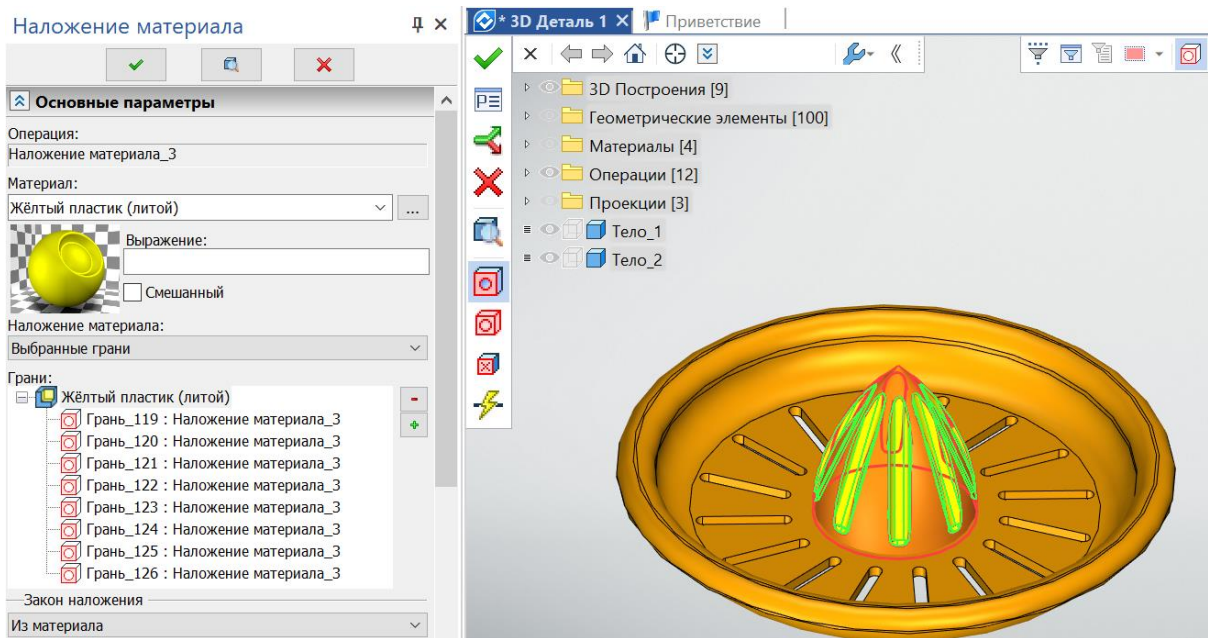 Наложение материала
Основные параметры
Операция:
Наложение материала_3
Материал:
Жёлтый пластик (литой)
...
Выражение:
Смешанный
Наложение материала:
Выбранные грани
Грани:
Жёлтый пластик (литой)
Грань_119 : Наложение материала_3
Грань_120 : Наложение материала_3
Грань_121 : Наложение материала_3
Грань_122 : Наложение материала_3
Грань_123 : Наложение материала_3
Грань_124 : Наложение материала_3
Грань_125 : Наложение материала_3
Грань_126 : Наложение материала_3
Закон наложения
Из материала
* 3D Деталь 1
Приветствие
3D Построения [9]
Геометрические элементы [100]
Материалы [4]
Операции [12]
Проекции [3]
Тело_1
Тело_2